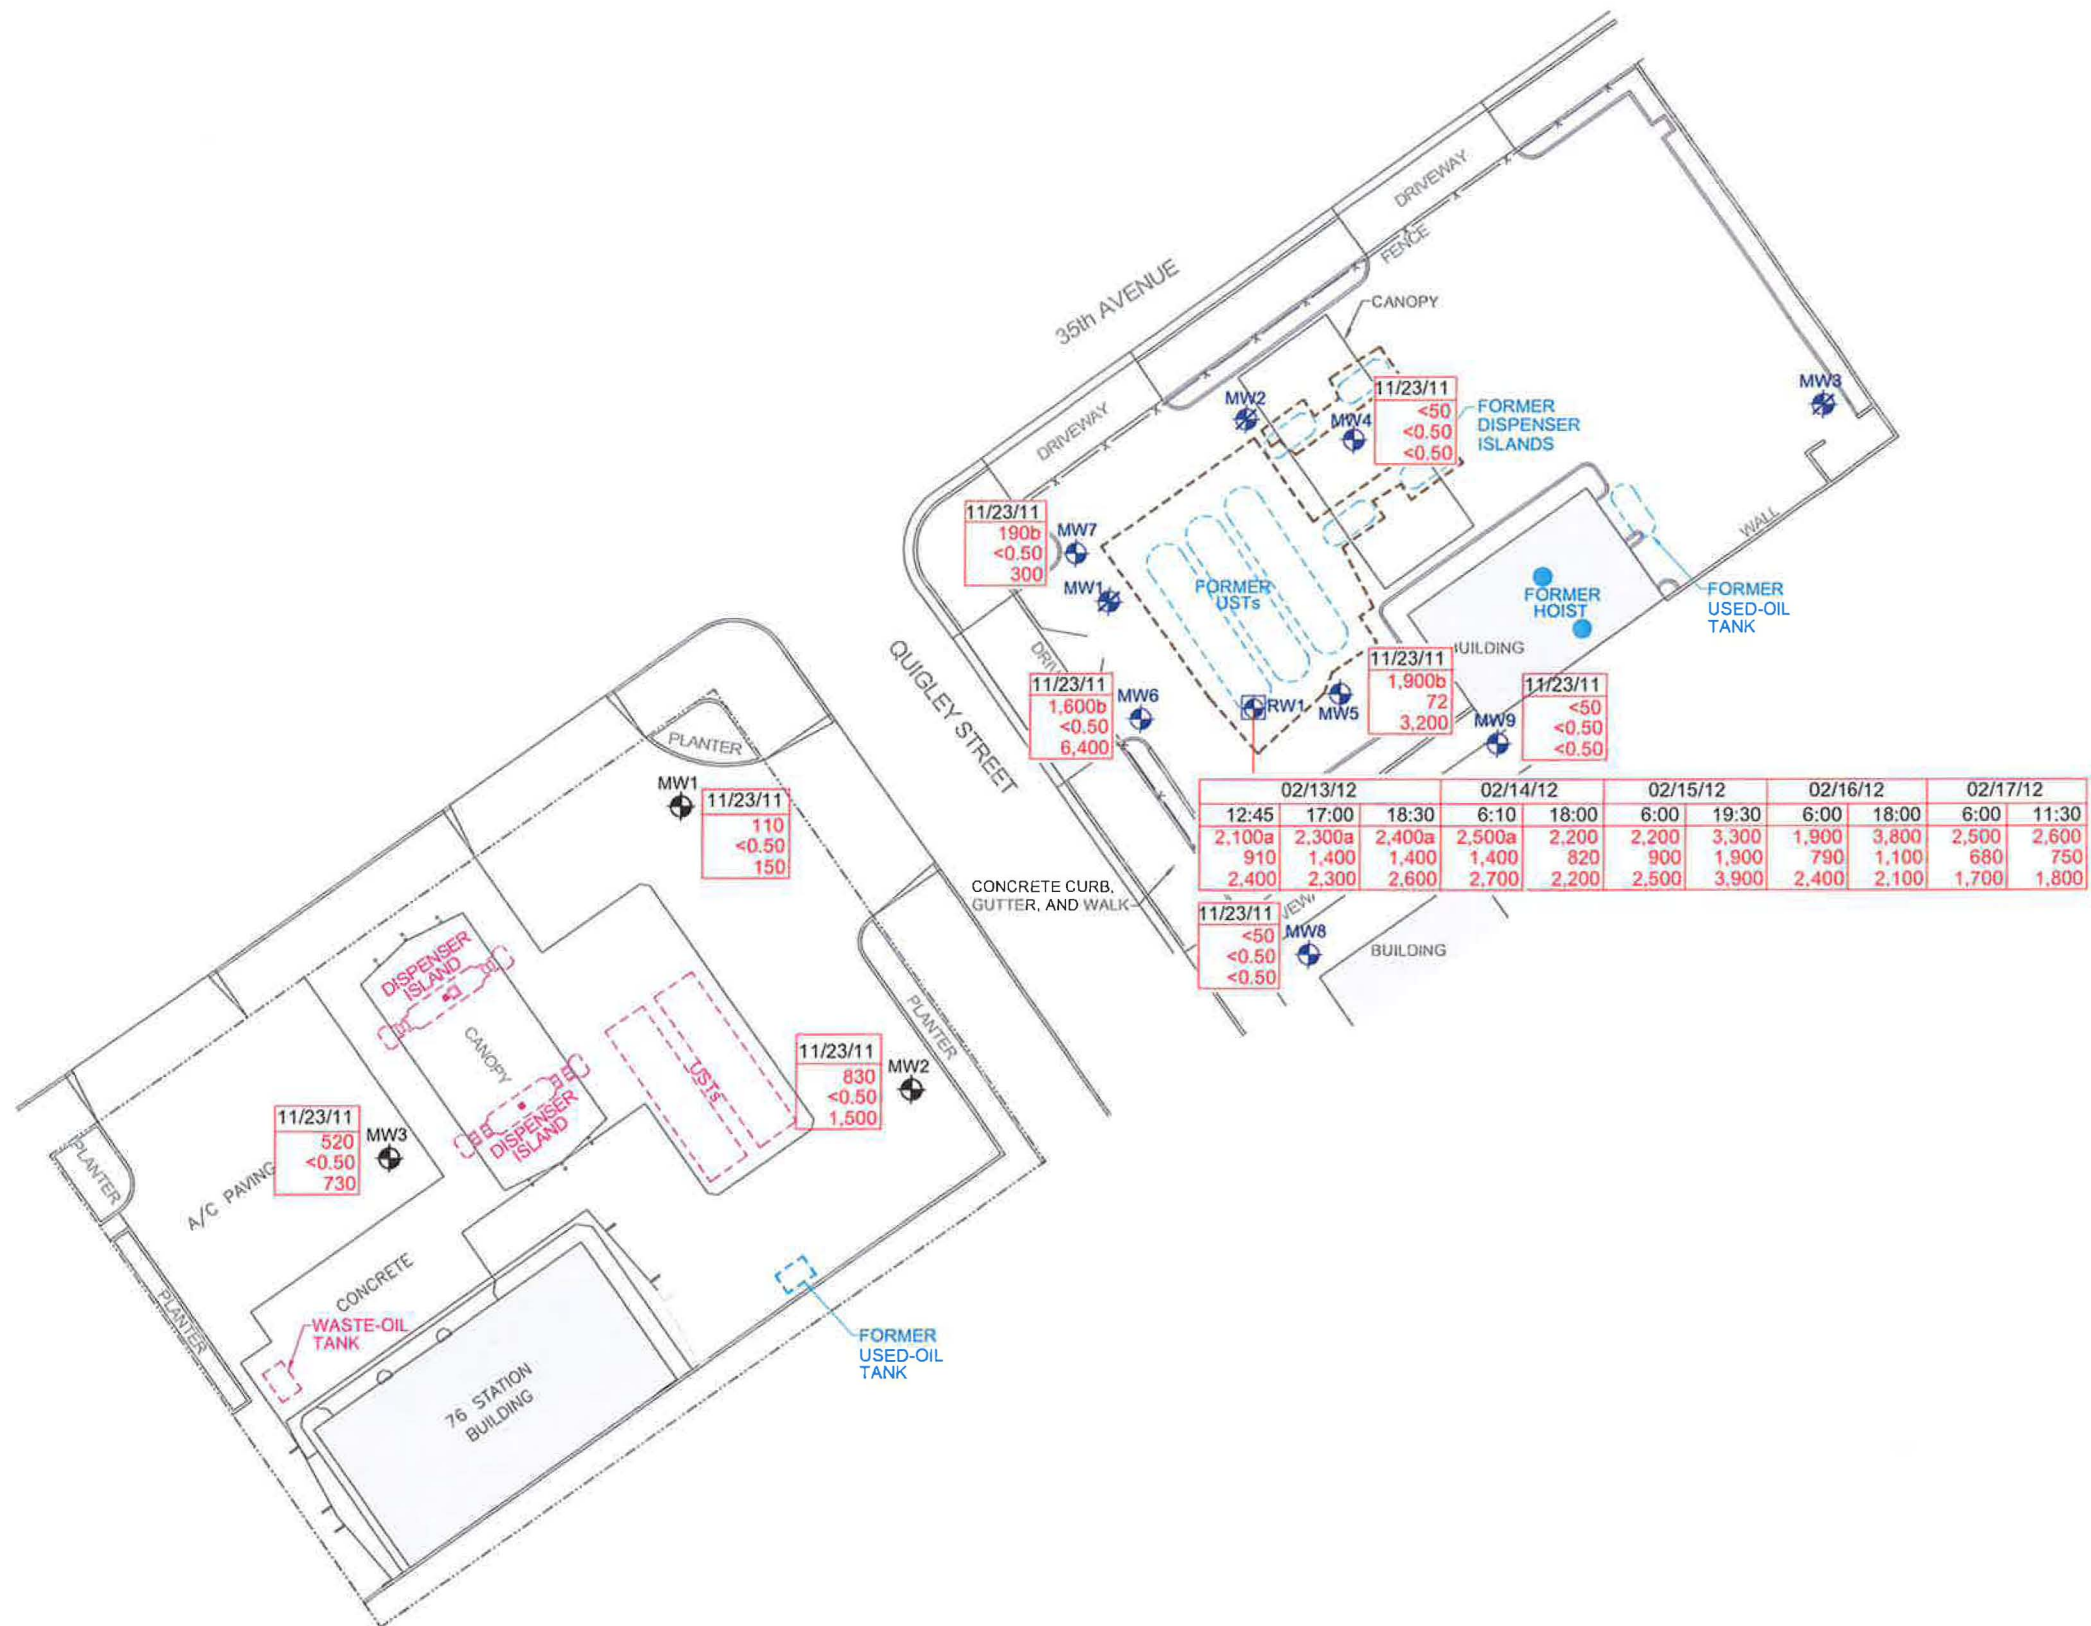 35th AVENUE
DRIVEWAY
FENCE
CANOPY
MW3
MW2
MW4
11/23/11
<50
<0.50
<0.50
FORMER
DISPENSER
ISLANDS
DRIVEWAY
11/23/11
190b
<0.50
300
MW7
MW1
FORMER
USTs
FORMER
HOIST
WALL
FORMER
USED-OIL
TANK
QUIGLEY STREET
11/23/11
1,600b
<0.50
6,400
MW6
RW1
MW5
11/23/11
1,900b
72
3,200
MW9
11/23/11
<50
<0.50
<0.50
02/13/12 02/14/12 02/15/12 02/16/12 02/17/12
12:45 17:00 18:30 6:10 18:00 6:00 19:30 6:00 18:00 6:00 11:30
2,100a 2,300a 2,400a 2,500a 2,200 2,200 3,300 1,900 3,800 2,500 2,600
910 1,400 1,400 1,400 820 900 1,900 790 1,100 680 750
2,400 2,300 2,600 2,700 2,200 2,500 3,900 2,400 2,100 1,700 1,800
CONCRETE CURB,
GUTTER, AND WALK
11/23/11
<50
<0.50
<0.50
MW8
BUILDING
PLANTER
MW1
11/23/11
110
<0.50
150
DISPENSER
ISLAND
CANOPY
DISPENSER
ISLAND
USTs
11/23/11
830
<0.50
1,500
MW2
PLANTER
11/23/11
520
<0.50
730
MW3
PLANTER
A/C PAVING
PLANTER
CONCRETE
WASTE-OIL
TANK
76 STATION
BUILDING
FORMER
USED-OIL
TANK